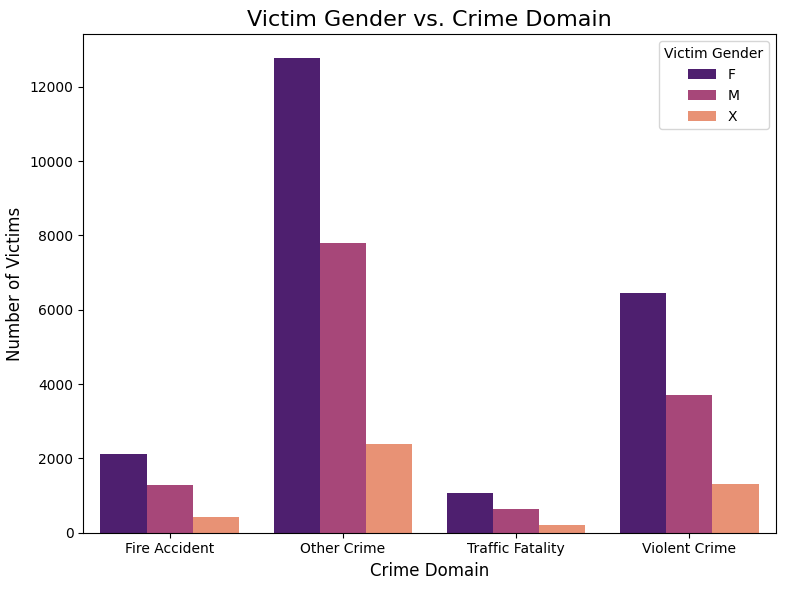 Victim Gender vs. Crime Domain
Victim Gender
F
M
X
Number of Victims
12000
10000
8000
6000
4000
2000
0
Fire Accident
Other Crime
Traffic Fatality
Violent Crime
Crime Domain